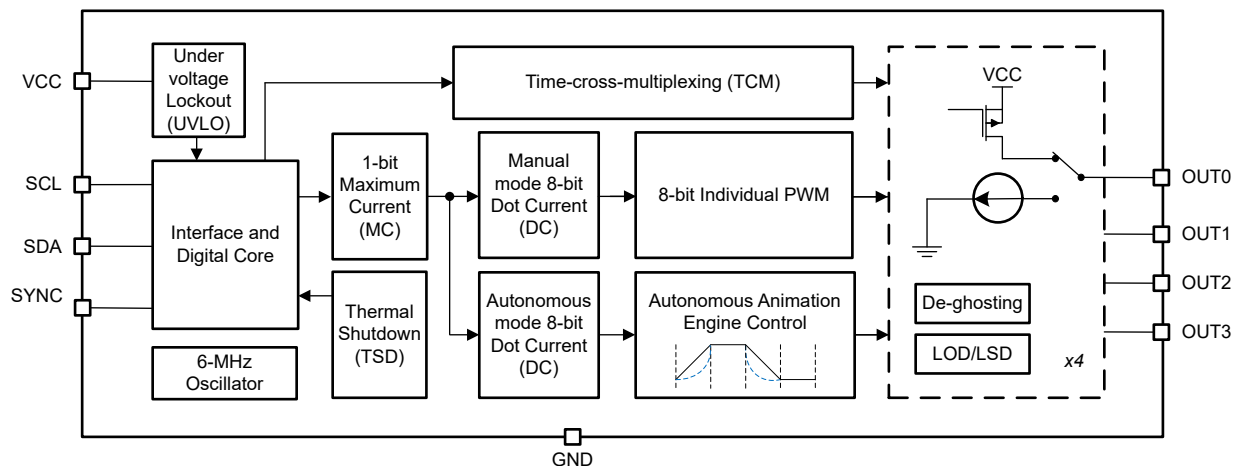 VCC
SCL
SDA
SYNC
Under
voltage
Lockout
(UVLO)
Interface and
Digital Core
6-MHz
Oscillator
Time-cross-multiplexing (TCM)
1-bit
Maximum
Current
(MC)
Thermal
Shutdown
(TSD)
Manual
mode 8-bit
Dot Current
(DC)
Autonomous
mode 8-bit
Dot Current
(DC)
8-bit Individual PWM
Autonomous Animation
Engine Control
VCC
De-ghosting
LOD/LSD
x4
OUT0
OUT1
OUT2
OUT3
GND